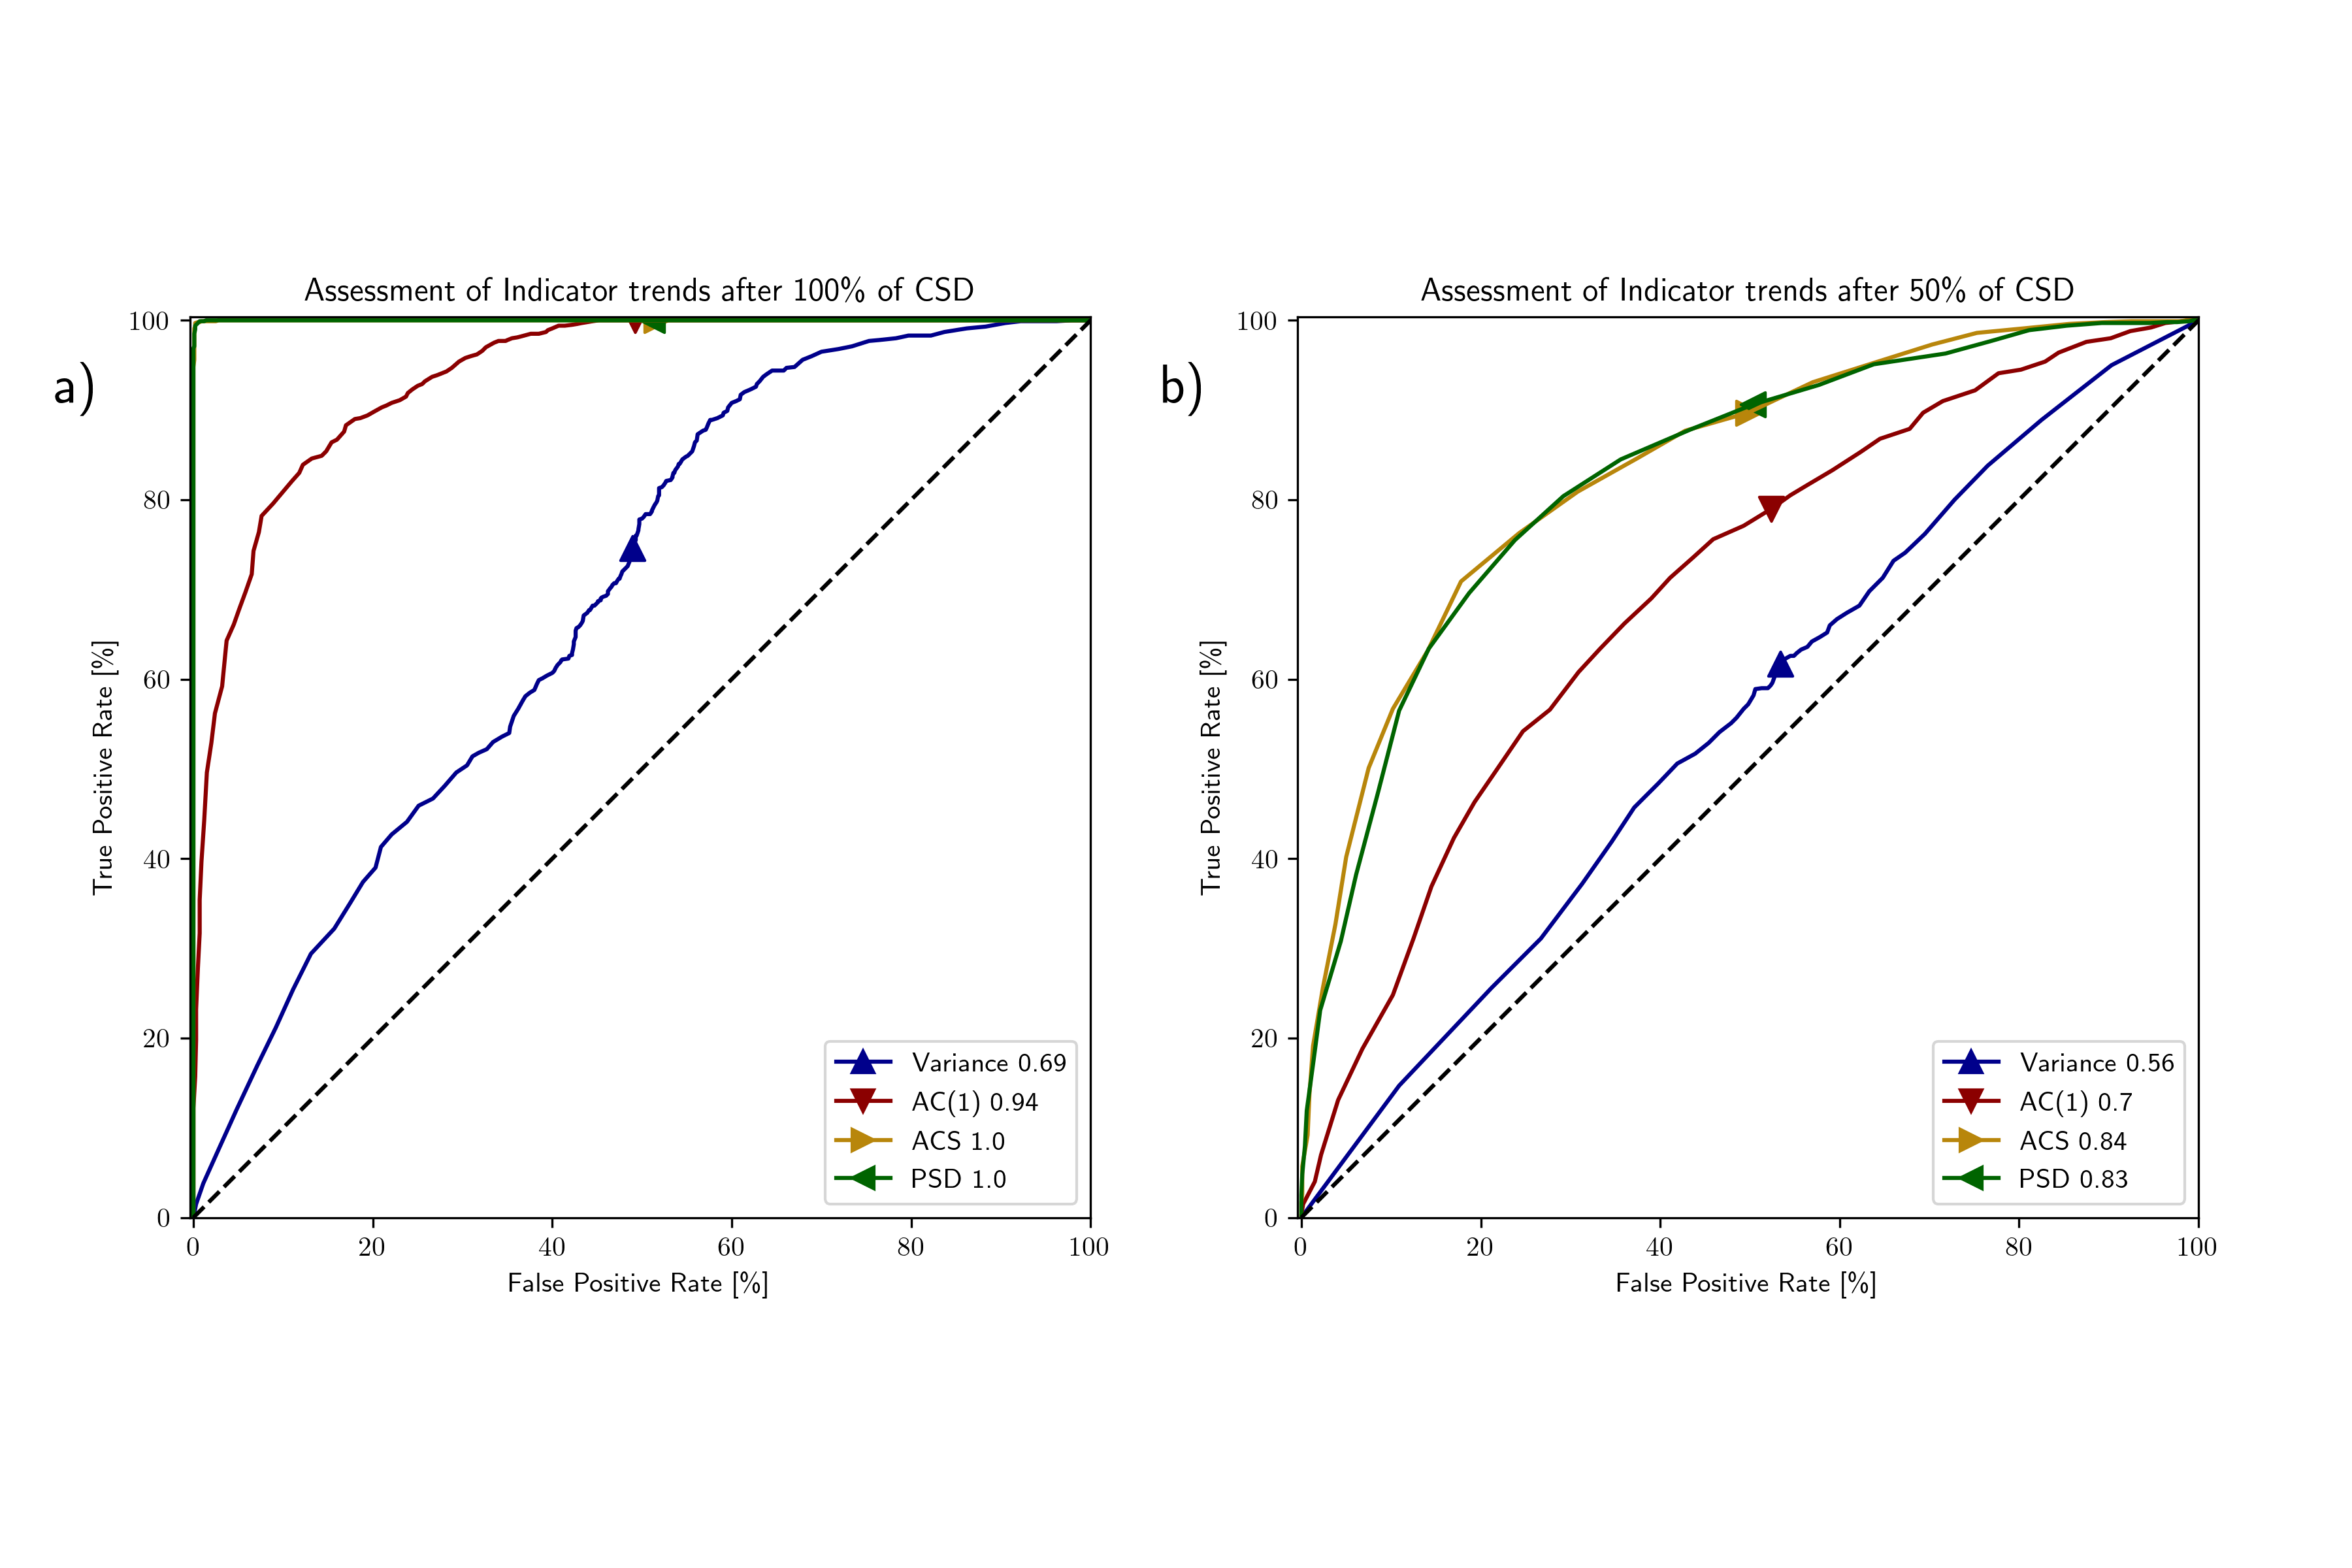 Assessment of Indicator trends after 100% of CSD
a)
True Positive Rate [%]
100
80
60
40
20
0
0 20 40 60 80 100
False Positive Rate [%]
Variance 0.69
AC(1) 0.94
ACS 1.0
PSD 1.0
Assessment of Indicator trends after 50% of CSD
b)
True Positive Rate [%]
100
80
60
40
20
0
0 20 40 60 80 100
False Positive Rate [%]
Variance 0.56
AC(1) 0.7
ACS 0.84
PSD 0.83